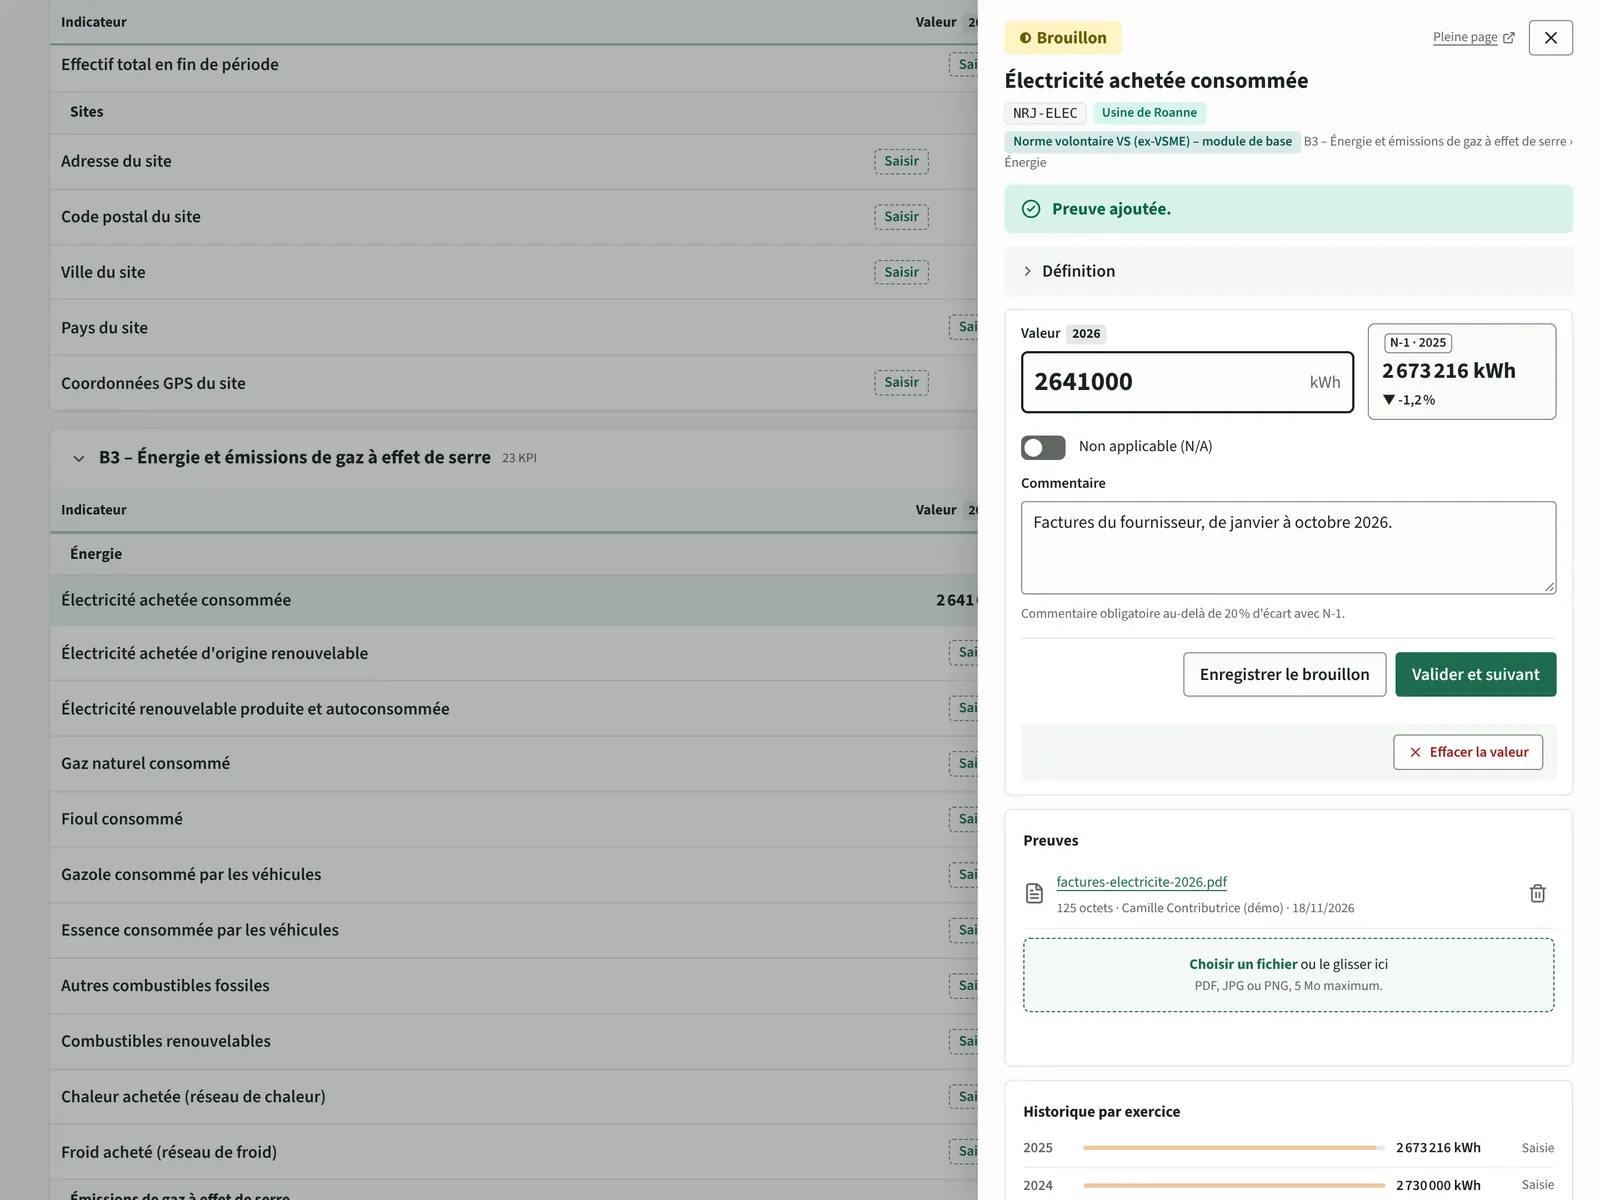 Indicateur
Valeur
Effectif total en fin de période
Sites
Adresse du site
Saisir
Code postal du site
Saisir
Ville du site
Saisir
Pays du site
Coordonnées GPS du site
Saisir
B3 – Énergie et émissions de gaz à effet de serre 23 KPI
Indicateur
Valeur
Énergie
Électricité achetée consommée
2 641
Électricité achetée d'origine renouvelable
Électricité renouvelable produite et autoconsommée
Gaz naturel consommé
Fioul consommé
Gazole consommé par les véhicules
Essence consommée par les véhicules
Autres combustibles fossiles
Combustibles renouvelables
Chaleur achetée (réseau de chaleur)
Froid acheté (réseau de froid)
Émissions de gaz à effet de serre
Brouillon
Pleine page
Électricité achetée consommée
NRJ-ELEC Usine de Roanne
Norme volontaire VS (ex-VSME) – module de base B3 – Énergie et émissions de gaz à effet de serre ›
Énergie
Preuve ajoutée.
Définition
Valeur 2026
2641000 kWh
N-1 · 2025
2 673 216 kWh
▼ -1,2 %
Non applicable (N/A)
Commentaire
Factures du fournisseur, de janvier à octobre 2026.
Commentaire obligatoire au-delà de 20 % d'écart avec N-1.
Enregistrer le brouillon
Valider et suivant
Effacer la valeur
Preuves
factures-electricite-2026.pdf
125 octets · Camille Contributrice (démo) · 18/11/2026
Choisir un fichier ou le glisser ici
PDF, JPG ou PNG, 5 Mo maximum.
Historique par exercice
2025 2 673 216 kWh Saisie
2024 2 730 000 kWh Saisie